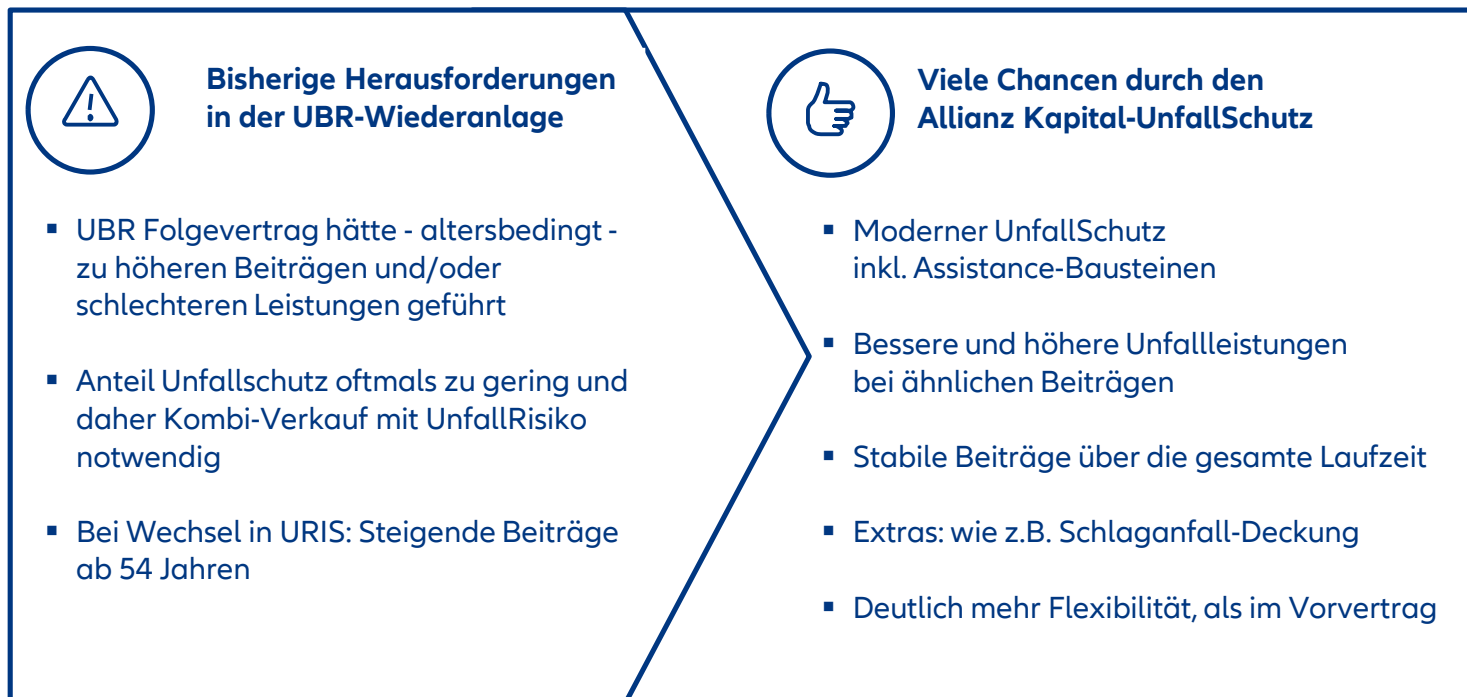 Bisherige Herausforderungen
in der UBR-Wiederanlage
▪ UBR Folgevertrag hätte - altersbedingt -
zu höheren Beiträgen und/oder
schlechteren Leistungen geführt
▪ Anteil Unfallschutz oftmals zu gering und
daher Kombi-Verkauf mit UnfallRisiko
notwendig
▪ Bei Wechsel in URIS: Steigende Beiträge
ab 54 Jahren
Viele Chancen durch den
Allianz Kapital-UnfallSchutz
▪ Moderner UnfallSchutz
inkl. Assistance-Bausteinen
▪ Bessere und höhere Unfallleistungen
bei ähnlichen Beiträgen
▪ Stabile Beiträge über die gesamte Laufzeit
▪ Extras: wie z.B. Schlaganfall-Deckung
▪ Deutlich mehr Flexibilität, als im Vorvertrag